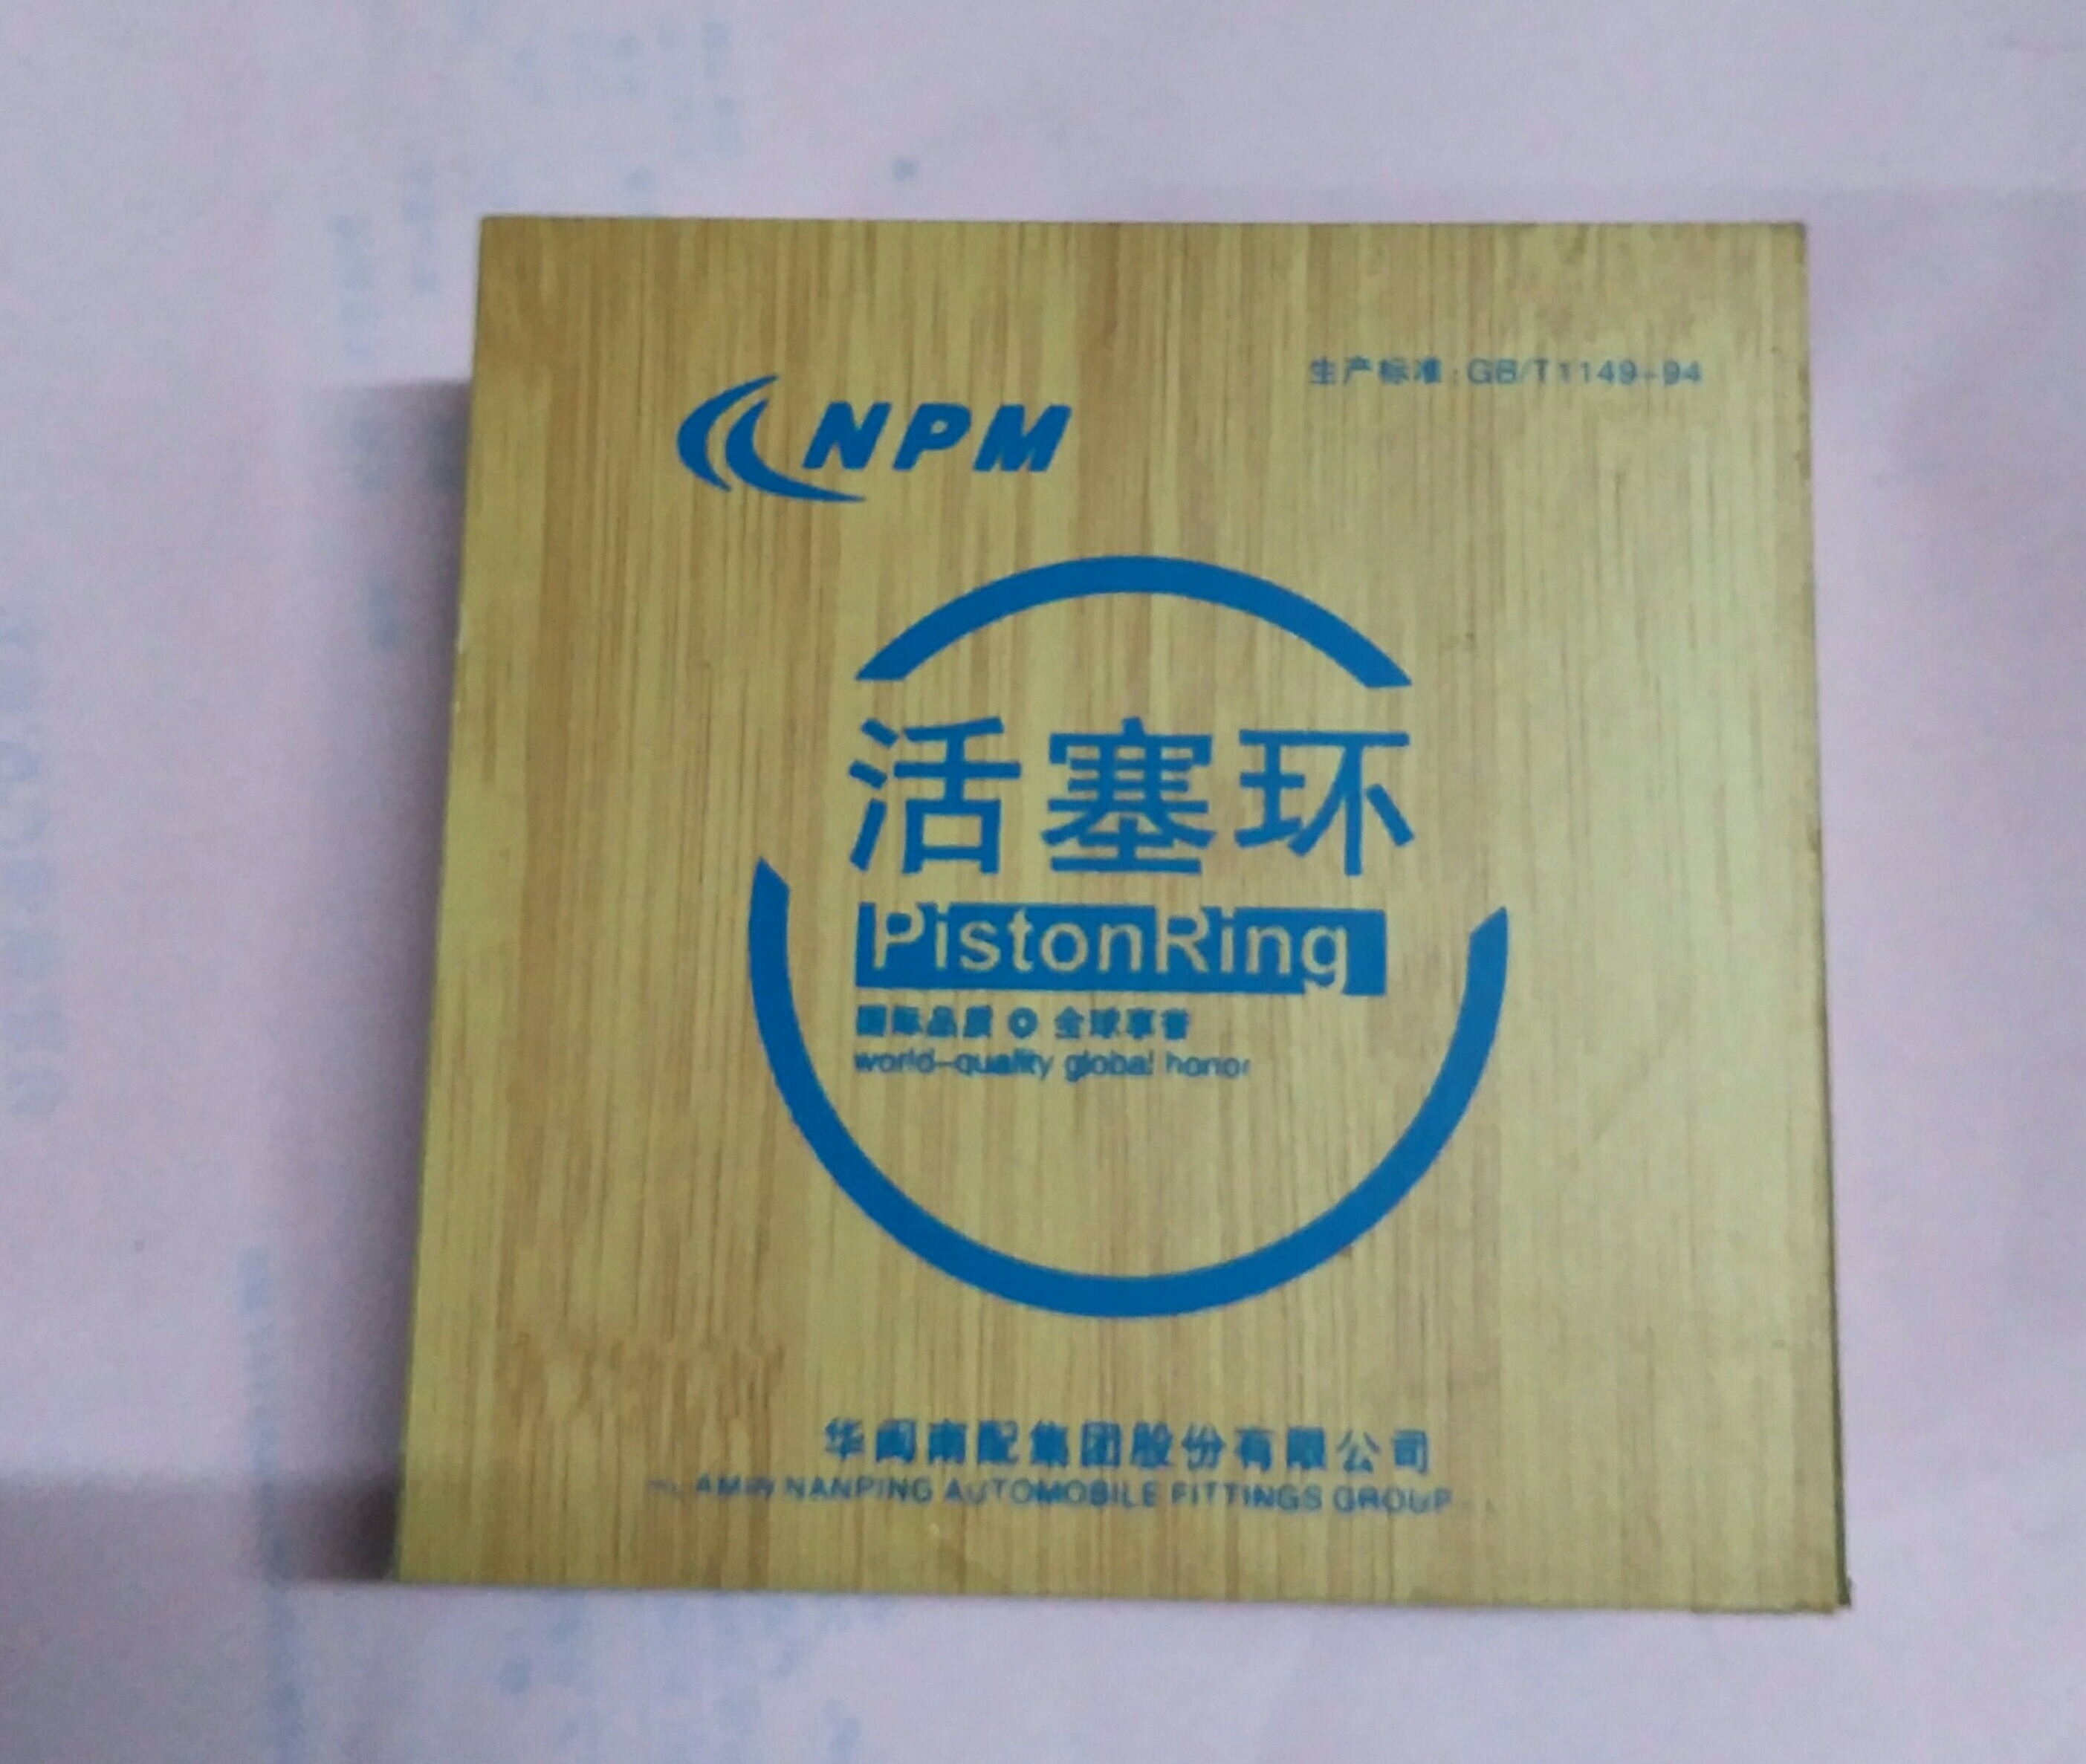 NPM
生产标准:GB/T1149-94
活塞环
PistonRing
国际品质 全球享誉
world-quality global honor
华闽南配集团股份有限公司
NANPING AUTOMOBILE FITTINGS GROUP